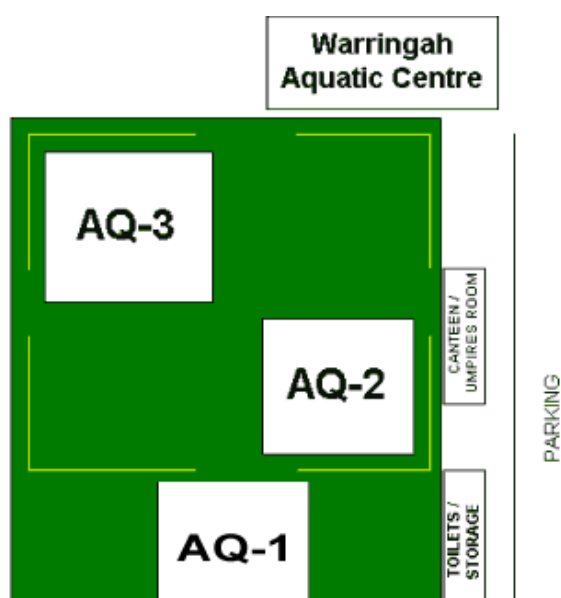 Warringah
Aquatic Centre
AQ-3
CANTEEN /
UMPIRES ROOM
AQ-2
PARKING
AQ-1
TOILETS /
STORAGE